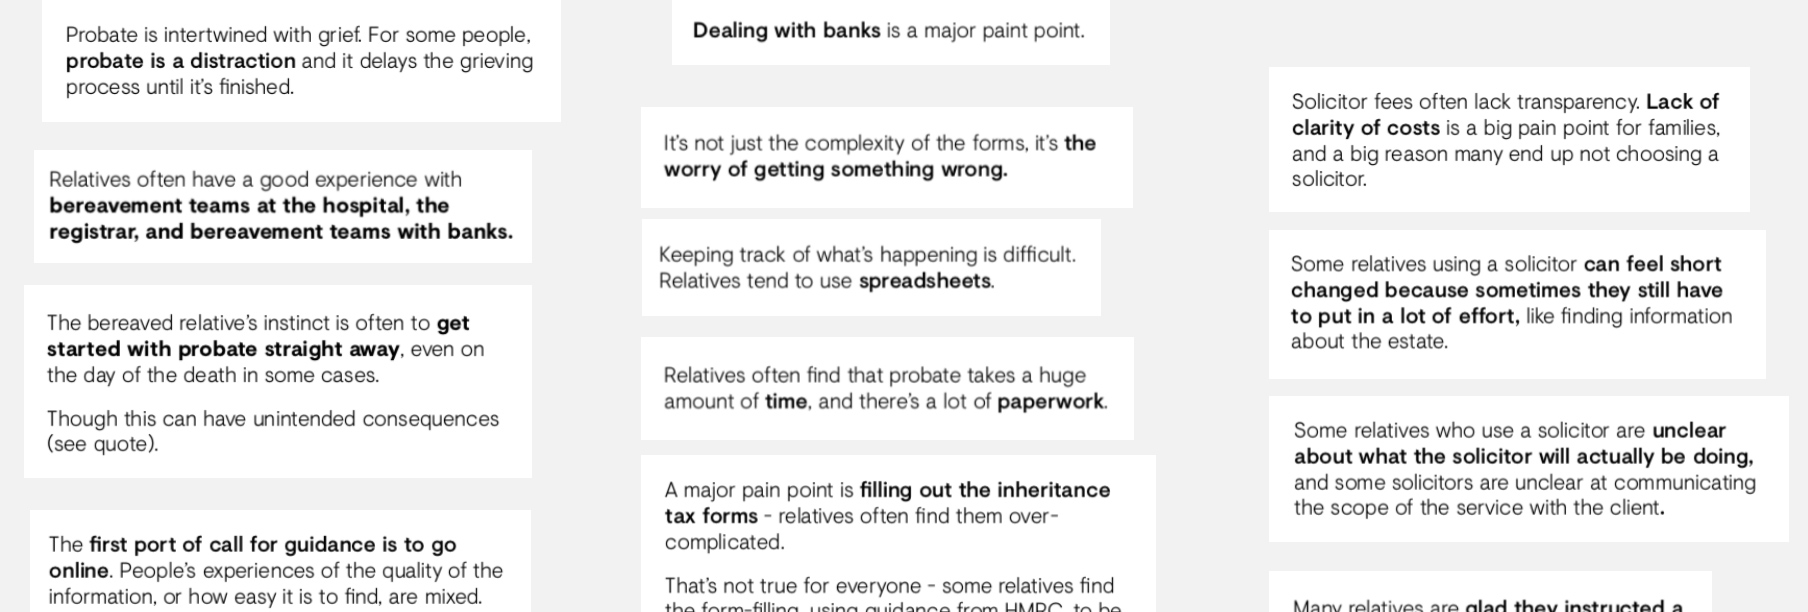 Probate is intertwined with grief. For some people,
probate is a distraction and it delays the grieving
process until it's finished.
Relatives often have a good experience with
bereavement teams at the hospital, the
registrar, and bereavement teams with banks.
The bereaved relative's instinct is often to get
started with probate straight away, even on
the day of the death in some cases.
Though this can have unintended consequences
(see quote).
The first port of call for guidance is to go
online. People's experiences of the quality of the
information, or how easy it is to find, are mixed.
Dealing with banks is a major paint point.
It's not just the complexity of the forms, it's the
worry of getting something wrong.
Keeping track of what's happening is difficult.
Relatives tend to use spreadsheets.
Relatives often find that probate takes a huge
amount of time, and there's a lot of paperwork.
A major pain point is filling out the inheritance
tax forms - relatives often find them over-
complicated.
That's not true for everyone - some relatives find
the form-filling, using guidance from HMRC, to be
Solicitor fees often lack transparency. Lack of
clarity of costs is a big pain point for families,
and a big reason many end up not choosing a
solicitor.
Some relatives using a solicitor can feel short
changed because sometimes they still have
to put in a lot of effort, like finding information
about the estate.
Some relatives who use a solicitor are unclear
about what the solicitor will actually be doing,
and some solicitors are unclear at communicating
the scope of the service with the client.
Many relatives are glad they instructed a